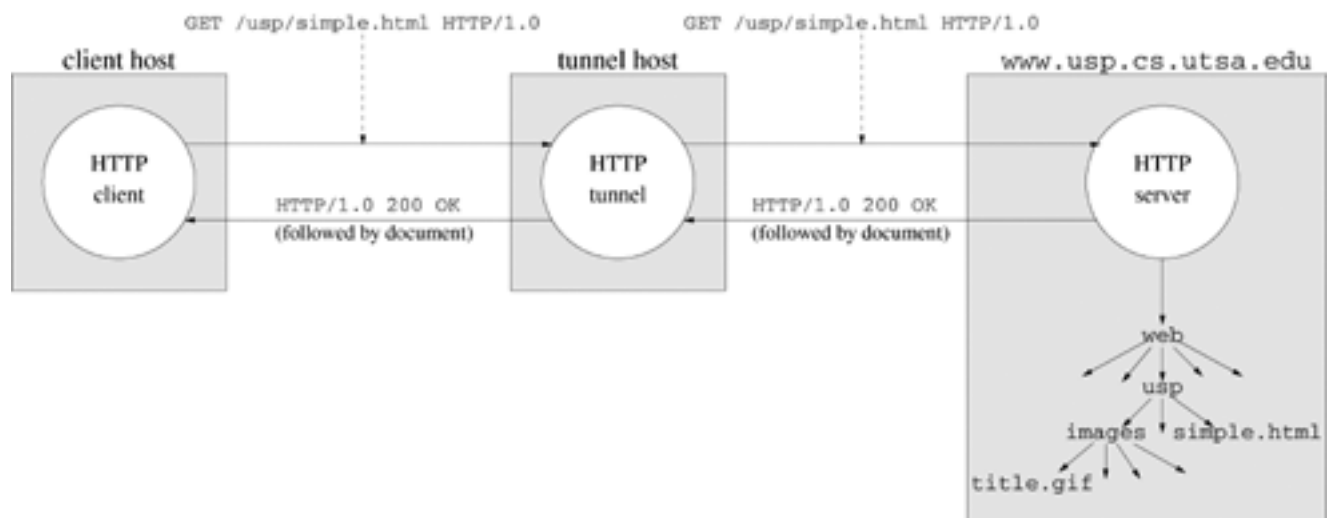 GET /usp/simple.html HTTP/1.0
GET /usp/simple.html HTTP/1.0
client host
tunnel host
www.usp.cs.utsa.edu
HTTP
client
HTTP
tunnel
HTTP
server
HTTP/1.0 200 OK
(followed by document)
HTTP/1.0 200 OK
(followed by document)
web
usp
images
simple.html
title.gif